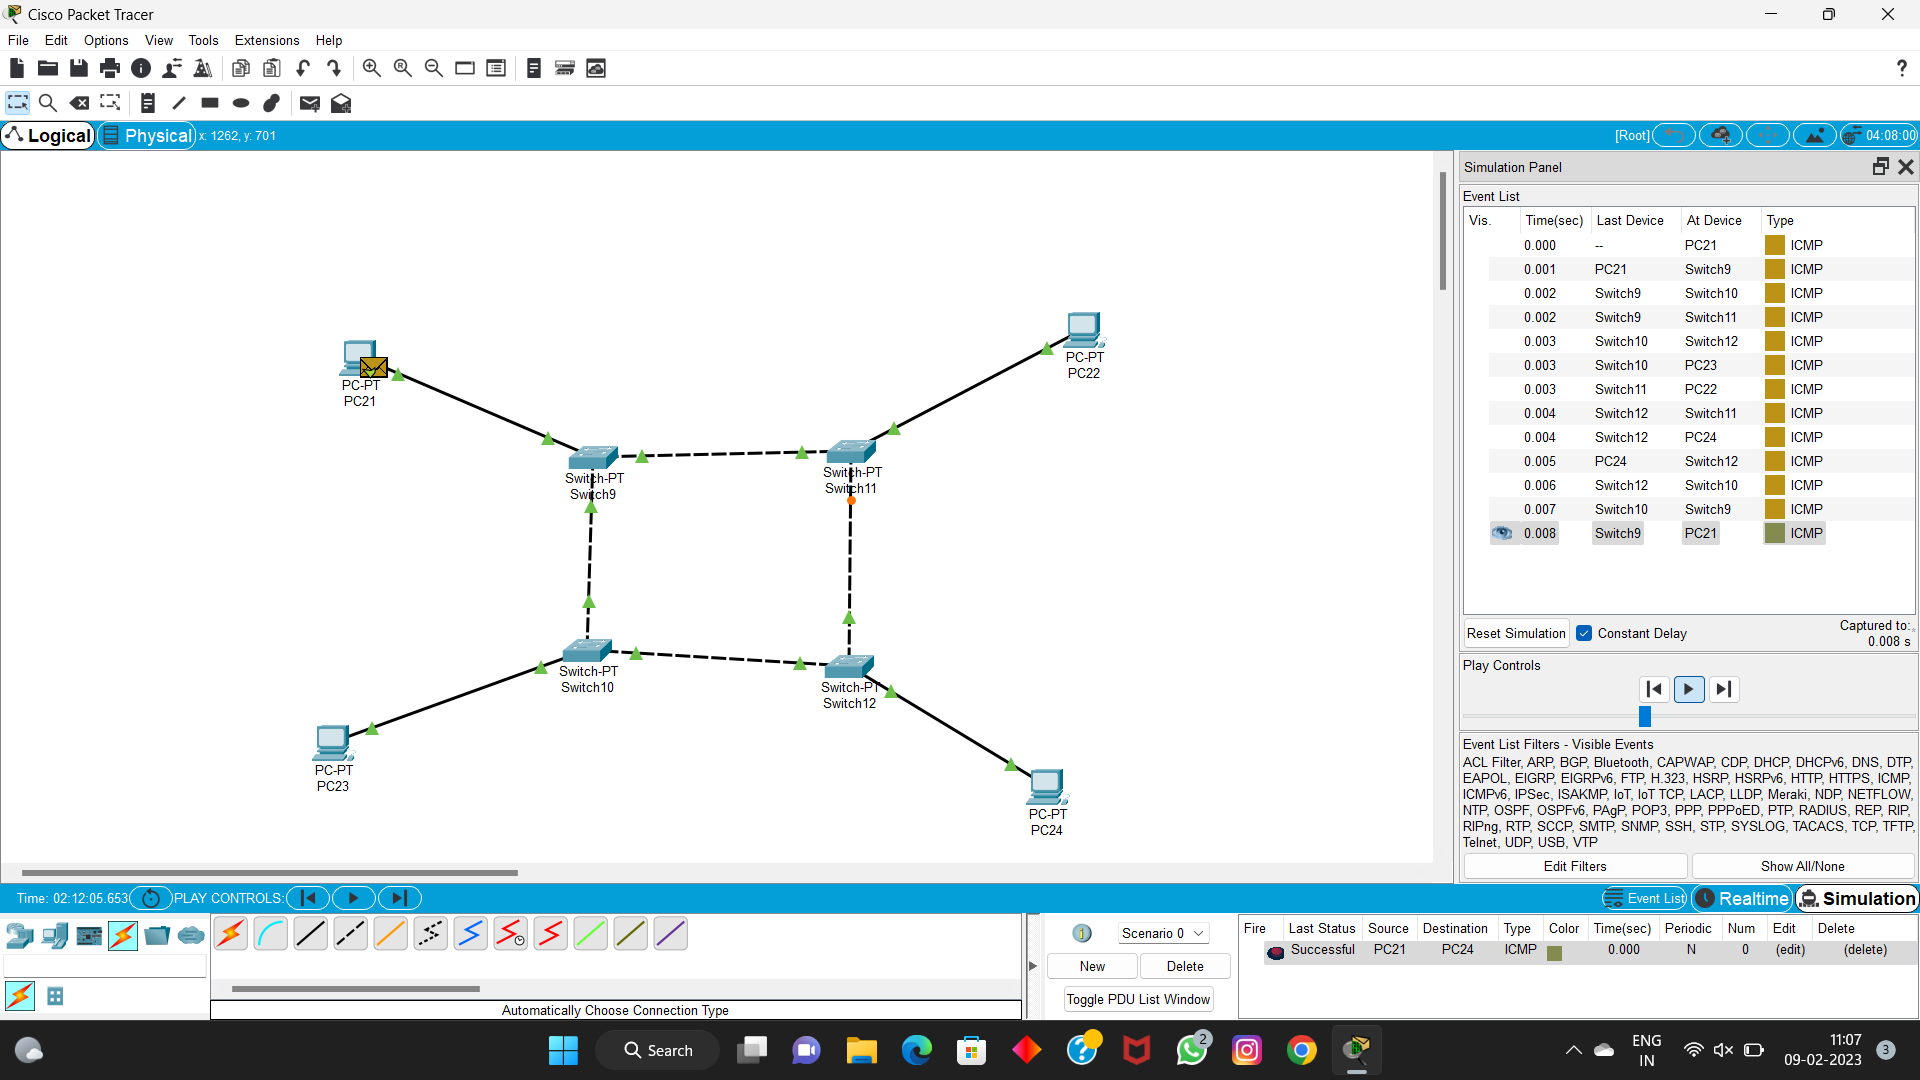 Cisco Packet Tracer
File Edit Options View Tools Extensions Help
Logical Physical x: 1262, y: 701 [Root] 04:08:00
PC-PT
PC21
PC-PT
PC22
Switch-PT
Switch9
Switch-PT
Switch11
Switch-PT
Switch10
Switch-PT
Switch12
PC-PT
PC23
PC-PT
PC24
Simulation Panel
Event List
Vis. Time(sec) Last Device At Device Type
0.000 -- PC21 ICMP
0.001 PC21 Switch9 ICMP
0.002 Switch9 Switch10 ICMP
0.002 Switch9 Switch11 ICMP
0.003 Switch10 Switch12 ICMP
0.003 Switch10 PC23 ICMP
0.003 Switch11 PC22 ICMP
0.004 Switch12 Switch11 ICMP
0.004 Switch12 PC24 ICMP
0.005 PC24 Switch12 ICMP
0.006 Switch12 Switch10 ICMP
0.007 Switch10 Switch9 ICMP
0.008 Switch9 PC21 ICMP
Reset Simulation Constant Delay Captured to:
0.008 s
Play Controls
Event List Filters - Visible Events
ACL Filter, ARP, BGP, Bluetooth, CAPWAP, CDP, DHCP, DHCPv6, DNS, DTP,
EAPOL, EIGRP, EIGRPv6, FTP, H.323, HSRP, HSRPv6, HTTP, HTTPS, ICMP,
ICMPv6, IPSec, ISAKMP, IoT, IoT TCP, LACP, LLDP, Meraki, NDP, NETFLOW,
NTP, OSPF, OSPFv6, PAgP, POP3, PPP, PPPoED, PTP, RADIUS, REP, RIP,
RIPng, RTP, SCCP, SMTP, SNMP, SSH, STP, SYSLOG, TACACS, TCP, TFTP,
Telnet, UDP, USB, VTP
Edit Filters Show All/None
Time: 02:12:05.653 PLAY CONTROLS: Event List Realtime Simulation
Scenario 0
New Delete
Toggle PDU List Window
Fire Last Status Source Destination Type Color Time(sec) Periodic Num Edit Delete
Successful PC21 PC24 ICMP 0.000 N 0 (edit) (delete)
Automatically Choose Connection Type
Search
2
ENG
IN
11:07
09-02-2023
3